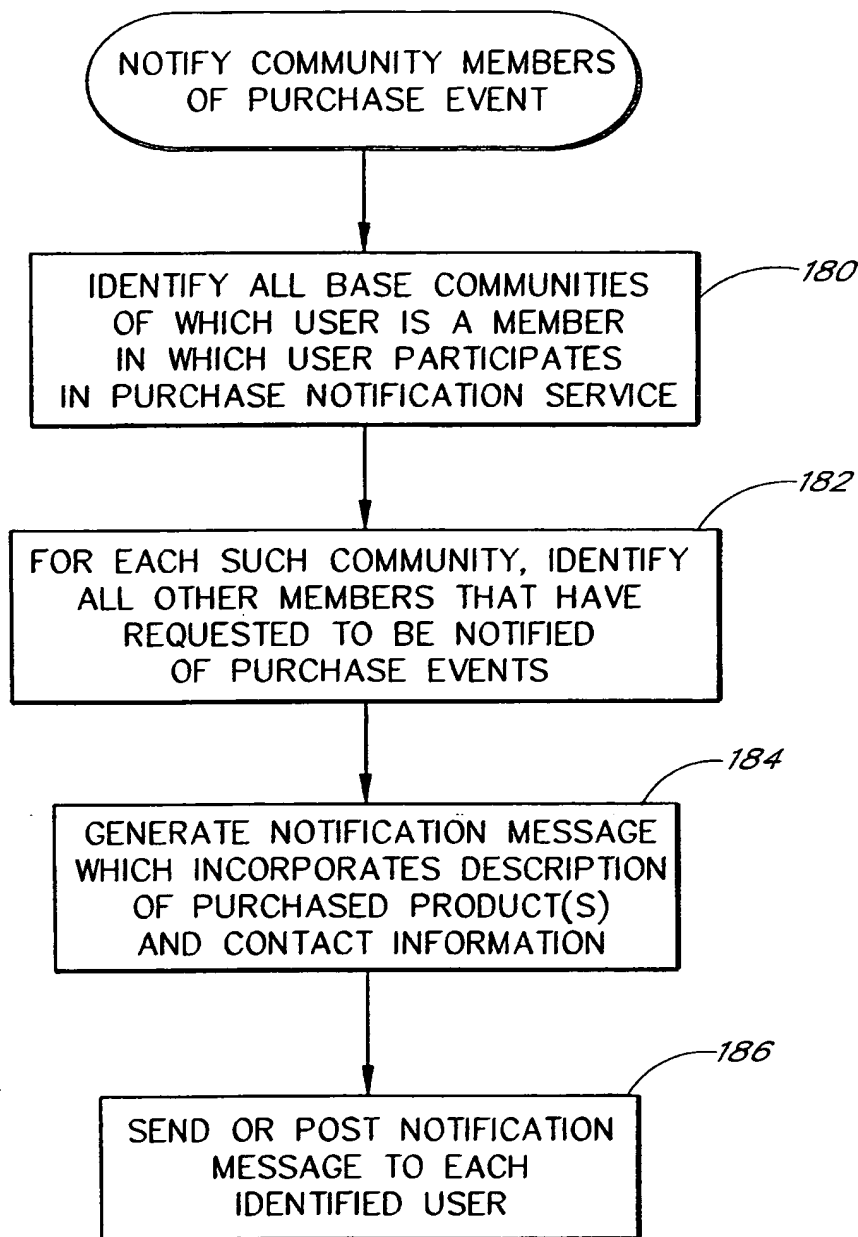 NOTIFY COMMUNITY MEMBERS
OF PURCHASE EVENT
180
IDENTIFY ALL BASE COMMUNITIES
OF WHICH USER IS A MEMBER
IN WHICH USER PARTICIPATES
IN PURCHASE NOTIFICATION SERVICE
182
FOR EACH SUCH COMMUNITY, IDENTIFY
ALL OTHER MEMBERS THAT HAVE
REQUESTED TO BE NOTIFIED
OF PURCHASE EVENTS
184
GENERATE NOTIFICATION MESSAGE
WHICH INCORPORATES DESCRIPTION
OF PURCHASED PRODUCT(S)
AND CONTACT INFORMATION
186
SEND OR POST NOTIFICATION
MESSAGE TO EACH
IDENTIFIED USER